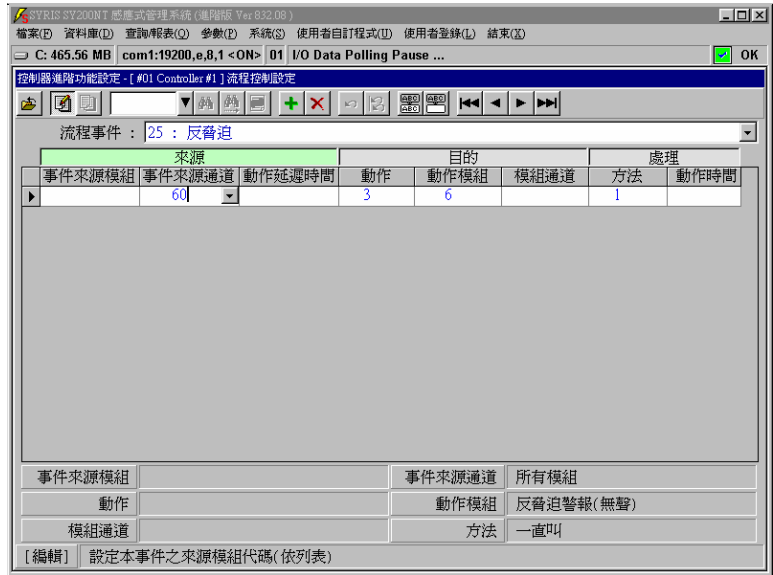 SYRIS SY200NT 感應式管理系統 (進階版 Ver 832.08 )
檔案(F) 資料庫(D) 查詢/報表(Q) 參數(P) 系統(S) 使用者自訂程式(U) 使用者登錄(L) 結束(X)
C: 465.56 MB com1:19200,e,8,1 <ON> 01 I/O Data Polling Pause ... OK
控制器進階功能設定 - [ #01 Controller #1 ] 流程控制設定
ABC ABC ABC
流程事件 : 25 : 反脅迫
來源 目的 處理
事件來源模組 事件來源通道 動作延遲時間 動作 動作模組 模組通道 方法 動作時間
60 3 6 1
事件來源模組 事件來源通道 所有模組
動作 動作模組 反脅迫警報(無聲)
模組通道 方法 一直叫
[編輯] 設定本事件之來源模組代碼(依列表)